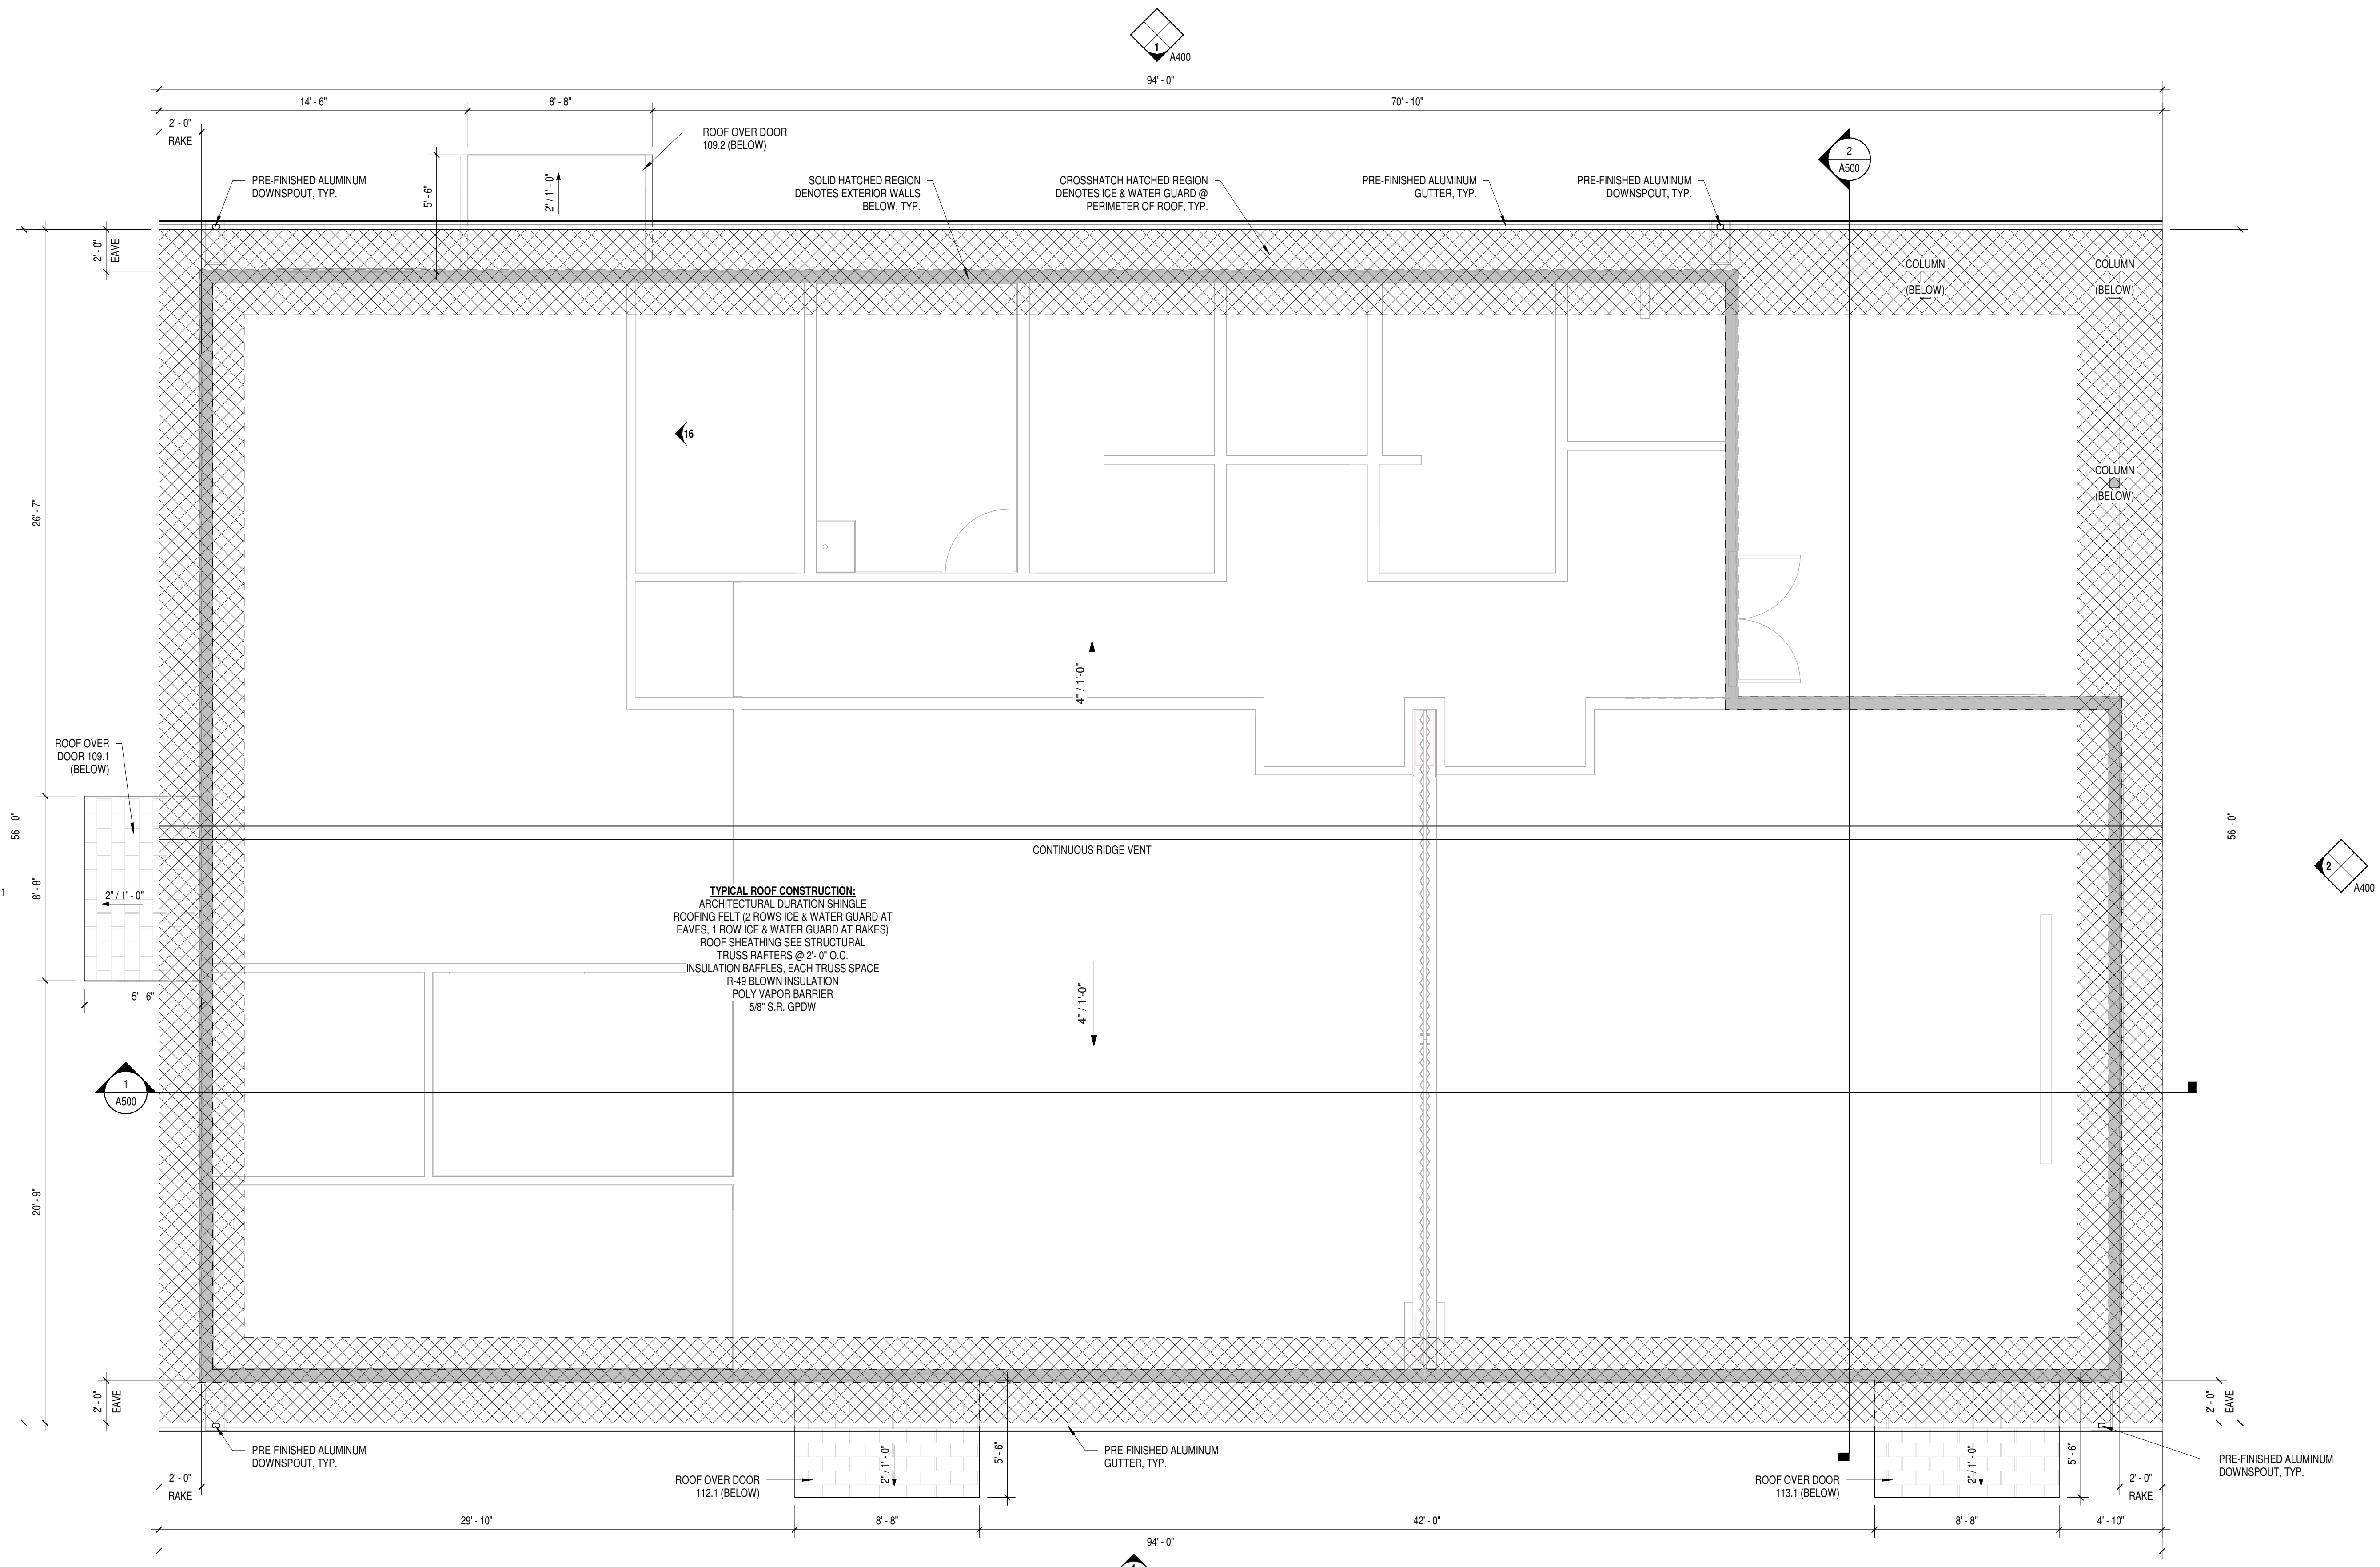 1
A400
94' - 0"
14' - 6"
8' - 8"
70' - 10"
2' - 0"
RAKE
ROOF OVER DOOR
109.2 (BELOW)
2
A500
PRE-FINISHED ALUMINUM
DOWNSPOUT, TYP.
5' - 6"
2" / 1' - 0"
SOLID HATCHED REGION
DENOTES EXTERIOR WALLS
BELOW, TYP.
CROSSHATCH HATCHED REGION
DENOTES ICE & WATER GUARD @
PERIMETER OF ROOF, TYP.
PRE-FINISHED ALUMINUM
GUTTER, TYP.
PRE-FINISHED ALUMINUM
DOWNSPOUT, TYP.
2' - 0"
EAVE
COLUMN
(BELOW)
COLUMN
(BELOW)
16
COLUMN
(BELOW)
26' - 7"
4" / 1'-0"
ROOF OVER
DOOR 109.1
(BELOW)
56' - 0"
56' - 0"
CONTINUOUS RIDGE VENT
2
A400
8' - 8"
2" / 1' - 0"
TYPICAL ROOF CONSTRUCTION:
ARCHITECTURAL DURATION SHINGLE
ROOFING FELT (2 ROWS ICE & WATER GUARD AT
EAVES, 1 ROW ICE & WATER GUARD AT RAKES)
ROOF SHEATHING SEE STRUCTURAL
TRUSS RAFTERS @ 2'- 0" O.C.
INSULATION BAFFLES, EACH TRUSS SPACE
R-49 BLOWN INSULATION
POLY VAPOR BARRIER
5/8" S.R. GPDW
5' - 6"
4" / 1'-0"
1
A500
20' - 9"
2' - 0"
EAVE
2' - 0"
EAVE
PRE-FINISHED ALUMINUM
DOWNSPOUT, TYP.
2' - 0"
RAKE
ROOF OVER DOOR
112.1 (BELOW)
2" / 1' - 0"
5' - 6"
PRE-FINISHED ALUMINUM
GUTTER, TYP.
ROOF OVER DOOR
113.1 (BELOW)
2" / 1' - 0"
5' - 6"
2' - 0"
RAKE
PRE-FINISHED ALUMINUM
DOWNSPOUT, TYP.
29' - 10"
8' - 8"
42' - 0"
8' - 8"
4' - 10"
94' - 0"